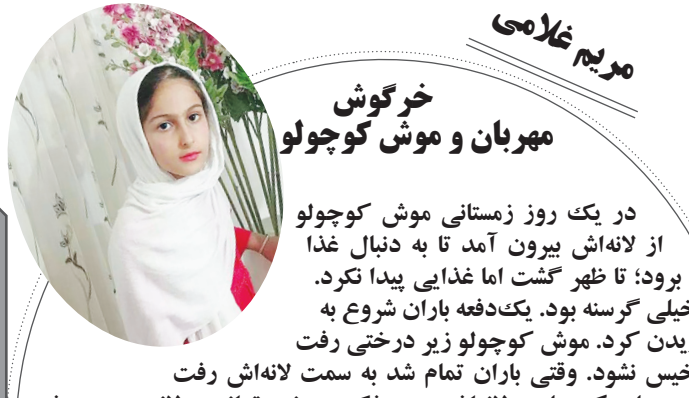 مریم غلامی
خرگوش
مهربان و موش کوچولو
در یک روز زمستانی موش کوچولو
از لانه‌اش بیرون آمد تا به دنبال غذا
برود؛ تا ظهر گشت اما غذایی پیدا نکرد.
خیلی گرسنه بود. یک‌دفعه باران شروع به
کرد. موش کوچولو زیر درختی رفت
خیس نشود. وقتی باران تمام شد به سمت لانه‌اش رفت